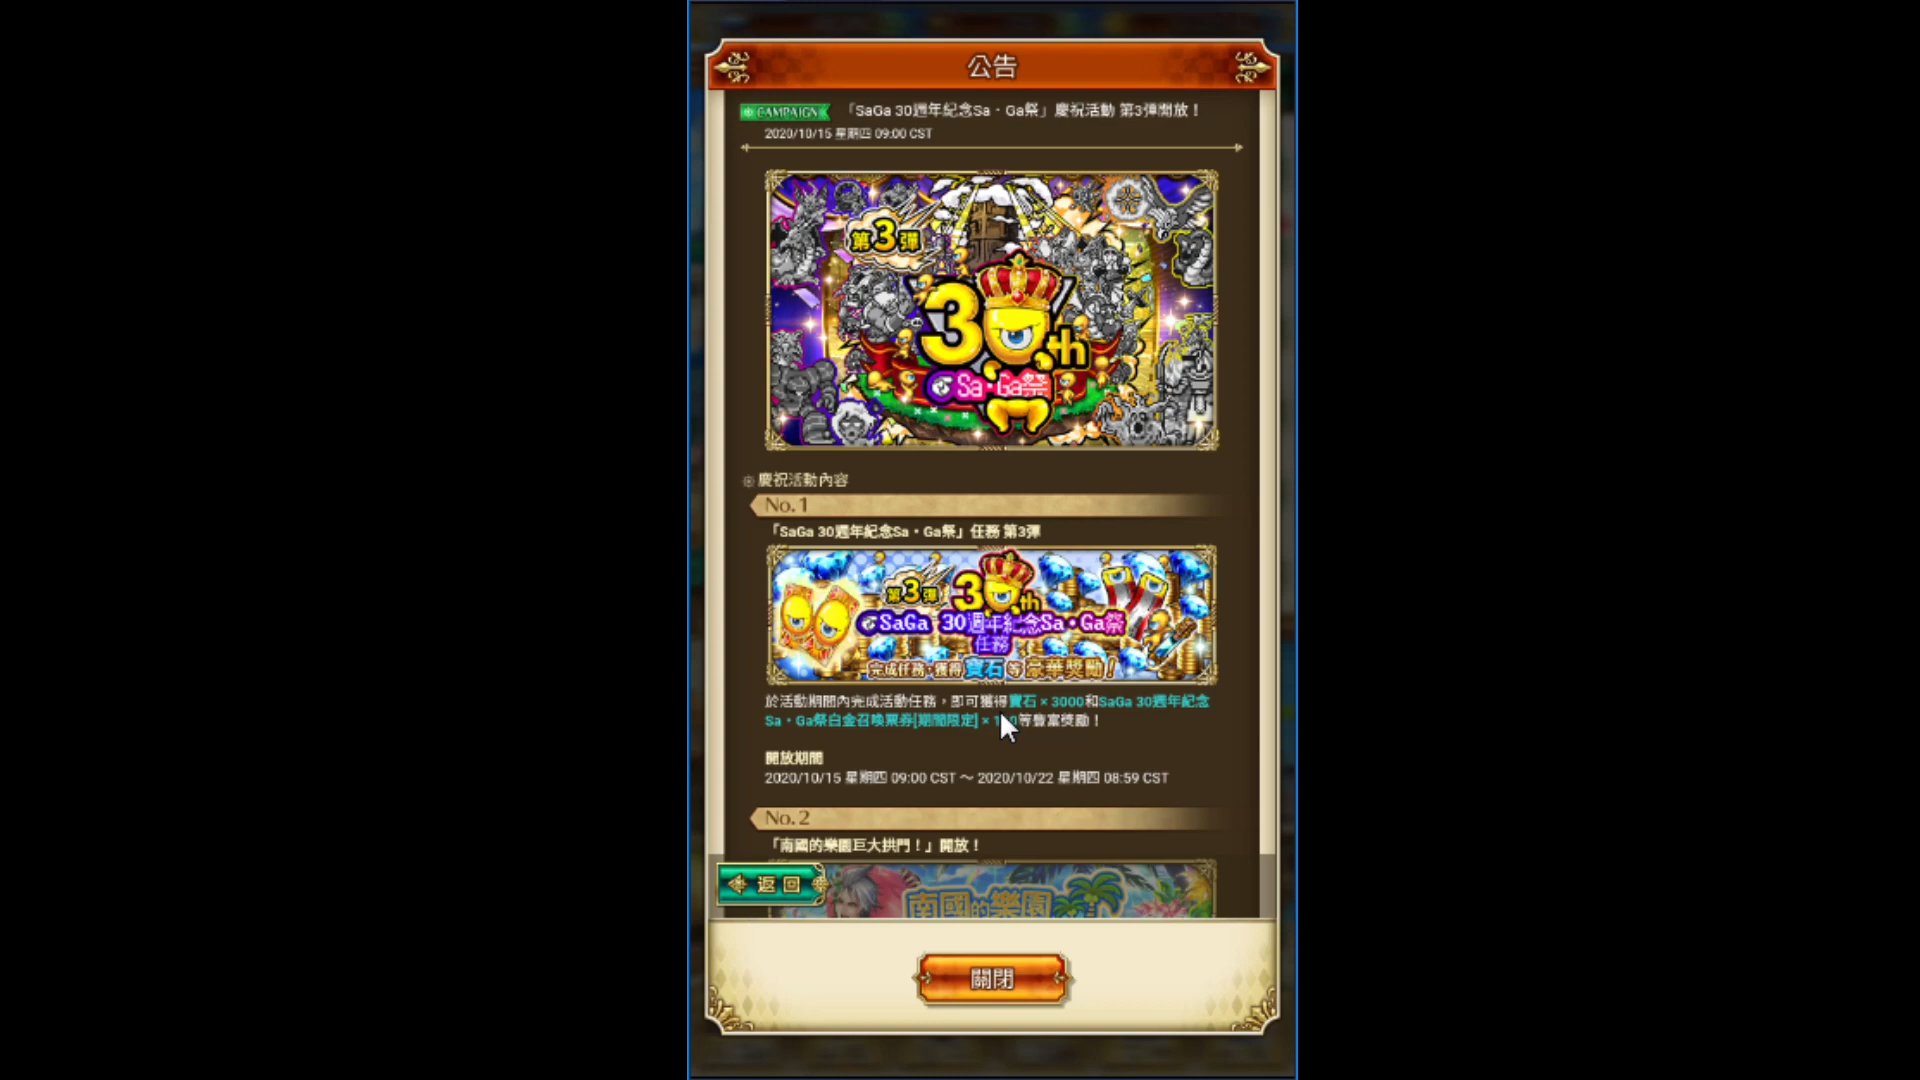 公告
CAMPAIGN 「SaGa 30週年紀念Sa・Ga祭」慶祝活動 第3彈開放！
2020/10/15 星期四 09:00 CST
第3彈
30th
Sa・Ga祭
慶祝活動內容
No.1
「SaGa 30週年紀念Sa・Ga祭」任務 第3彈
第3彈 30th
SaGa 30週年紀念Sa・Ga祭
任務
完成任務，獲得寶石等豪華獎勵！
於活動期間內完成活動任務，即可獲得寶石 × 3000和SaGa 30週年紀念
Sa・Ga祭白金召喚票券[期間限定] × 等豐富獎勵！
開放期間
2020/10/15 星期四 09:00 CST ～ 2020/10/22 星期四 08:59 CST
No.2
「南國的樂園巨大拱門！」開放！
返回
南國的樂園
關閉